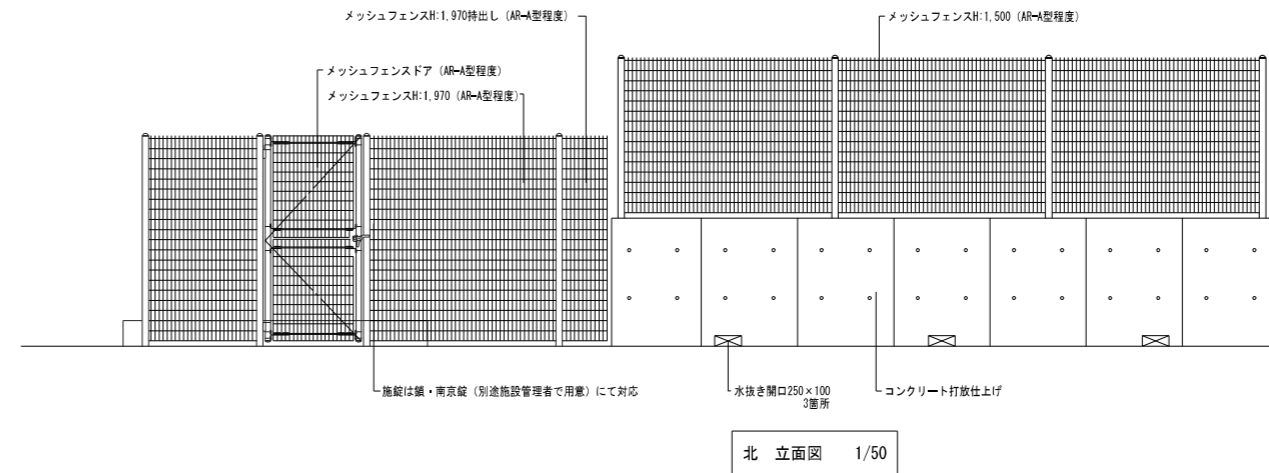 メッシュフェンスH:1,970持出し（AR-A型程度）
メッシュフェンスH:1,500（AR-A型程度）
メッシュフェンスドア（AR-A型程度）
メッシュフェンスH:1,970（AR-A型程度）
施錠は鎖・南京錠（別途施設管理者で用意）にて対応
水抜き開口250×100
3箇所
コンクリート打放仕上げ
北　立面図　1/50